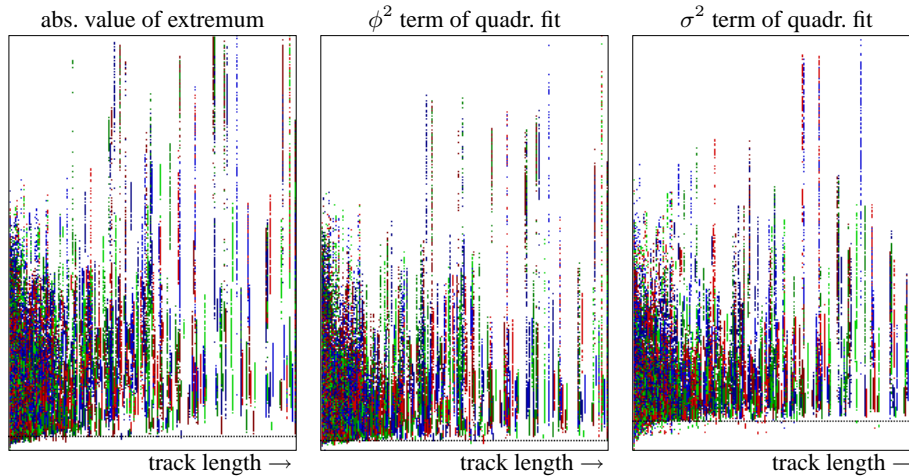 abs. value of extremum
ϕ² term of quadr. fit
σ² term of quadr. fit
track length →
track length →
track length →